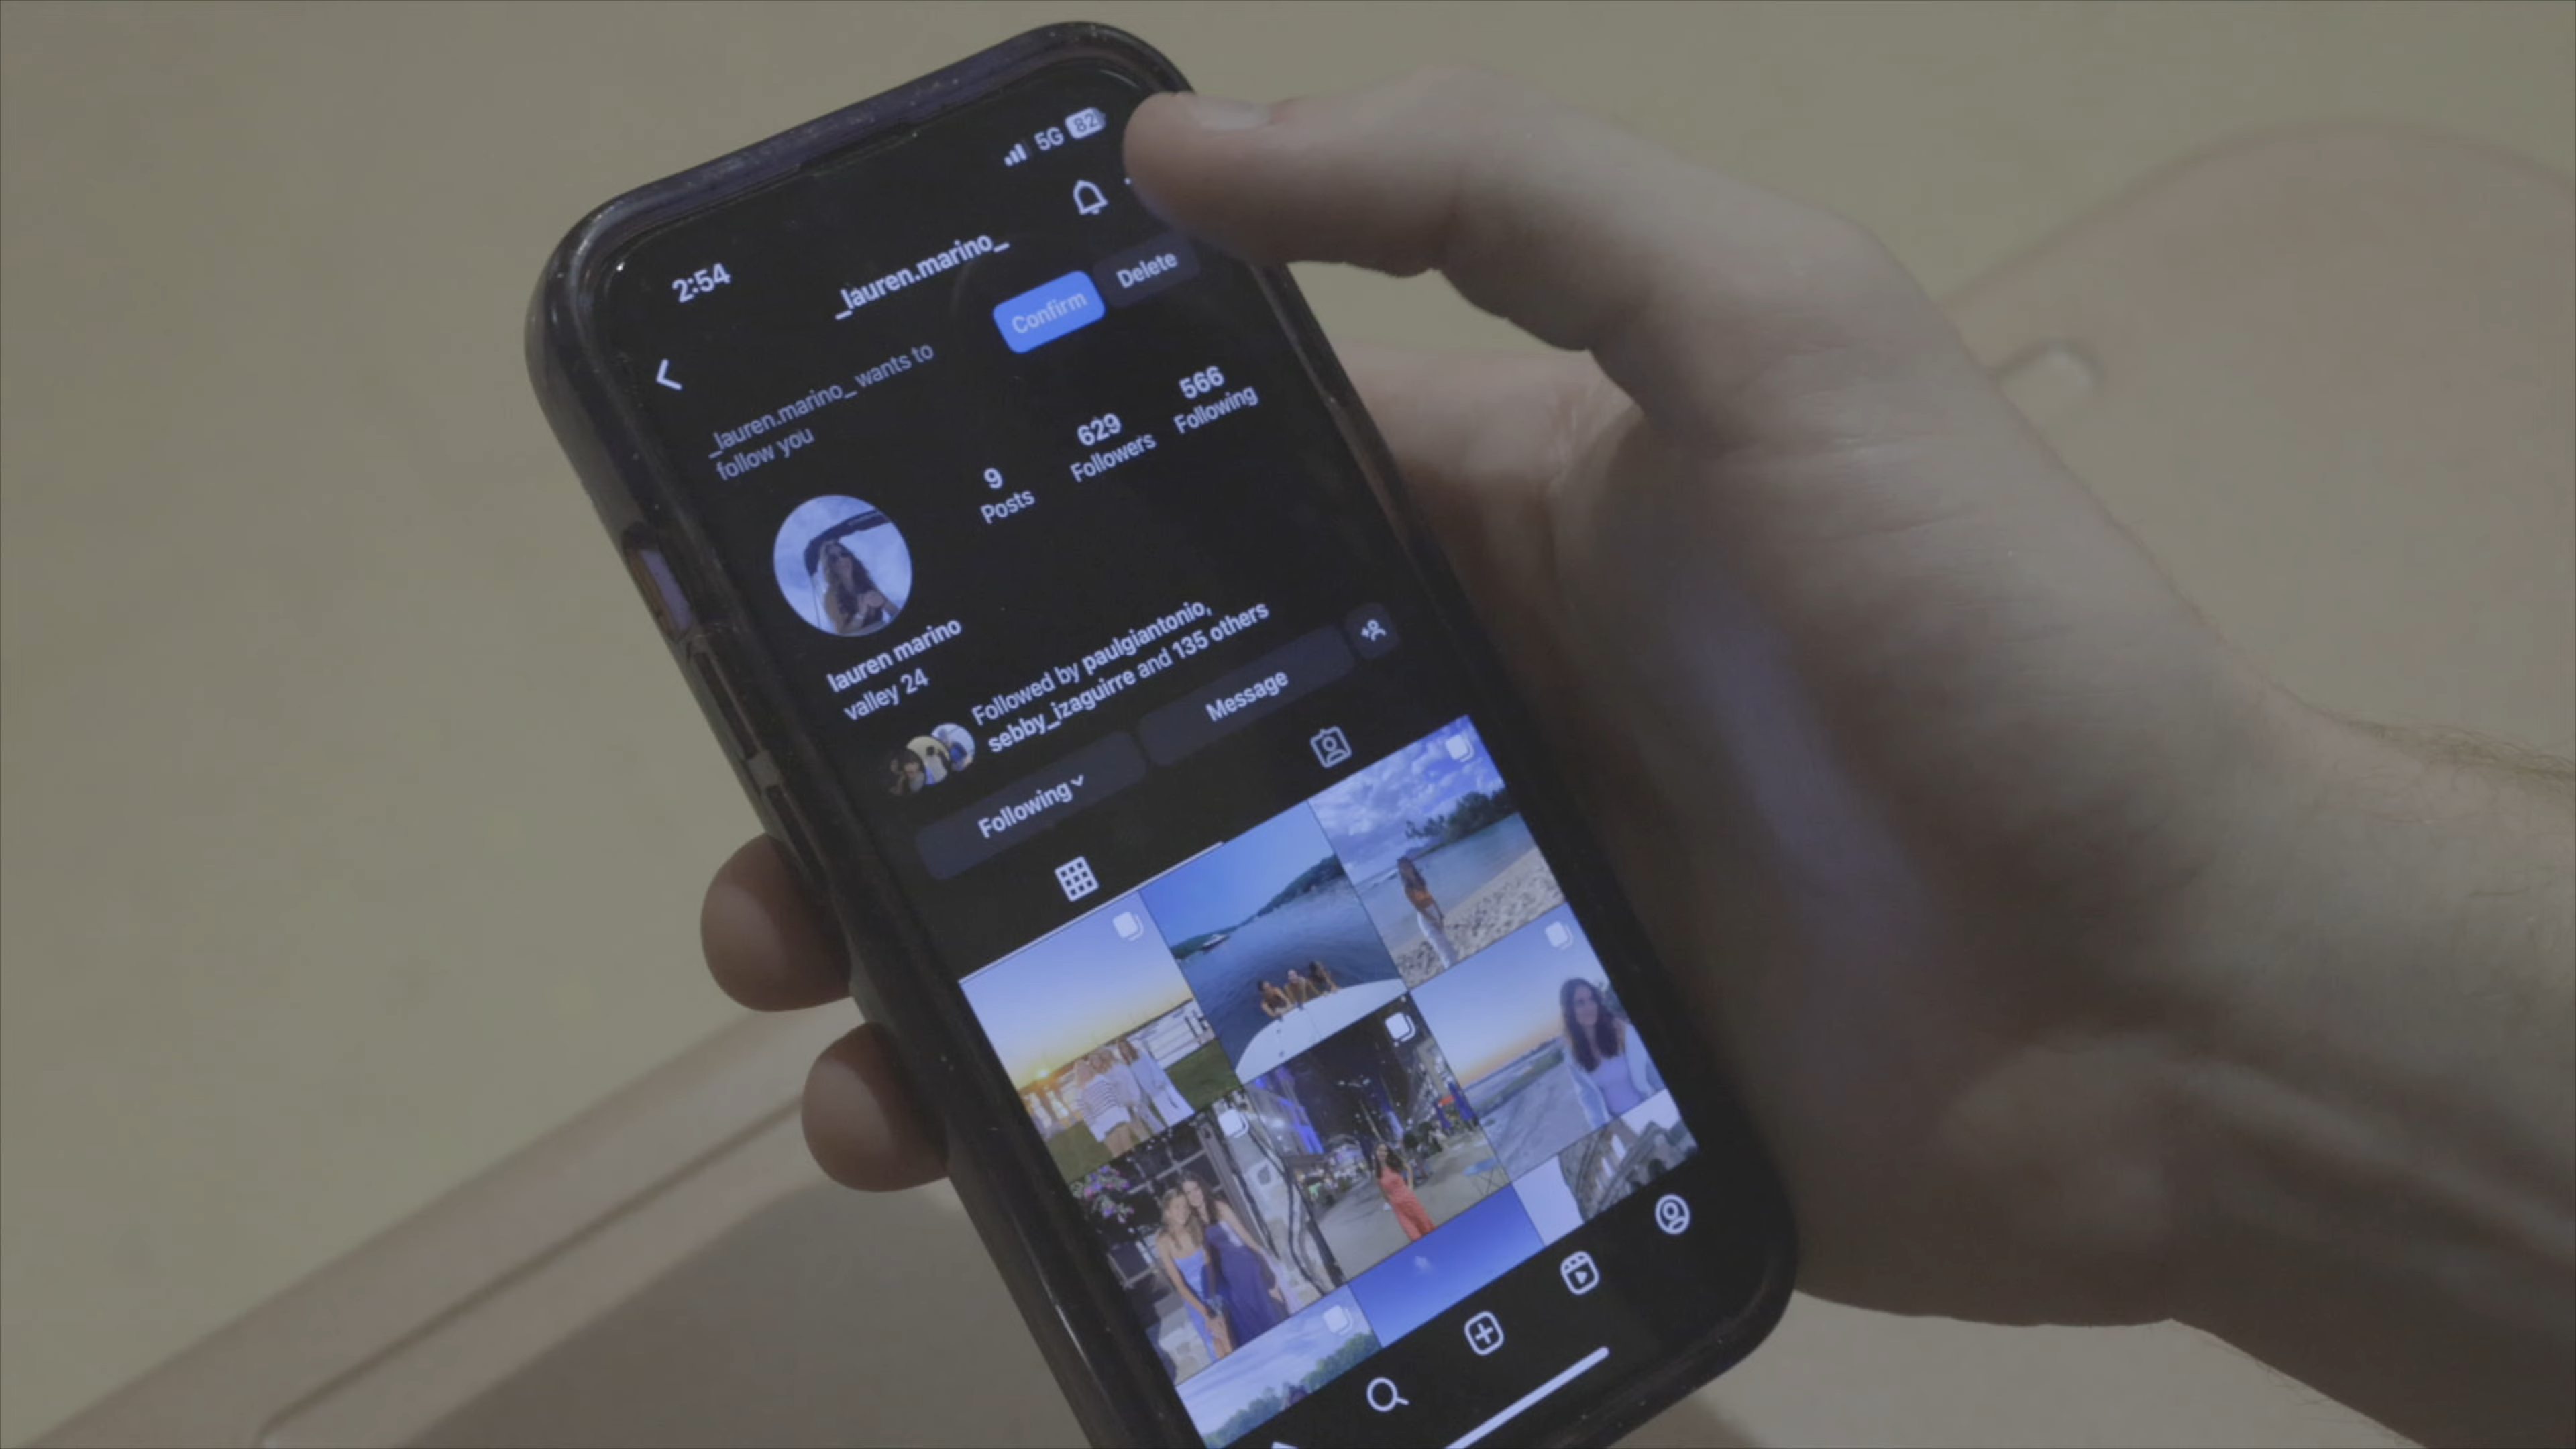 2:54
5G 82
_lauren.marino_
_lauren.marino_ wants to
follow you
Confirm
Delete
9
Posts
629
Followers
566
Following
lauren marino
valley 24
Followed by paulgiantonio,
sebby_izaguirre and 135 others
Following
Message